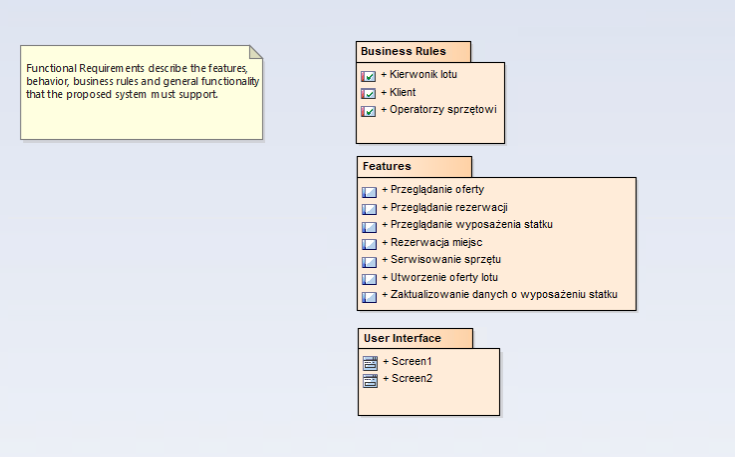 Functional Requirements describe the features,
behavior, business rules and general functionality
that the proposed system must support.
Business Rules
+ Kierwonik lotu
+ Klient
+ Operatorzy sprzętowi
Features
+ Przeglądanie oferty
+ Przeglądanie rezerwacji
+ Przeglądanie wyposażenia statku
+ Rezerwacja miejsc
+ Serwisowanie sprzętu
+ Utworzenie oferty lotu
+ Zaktualizowanie danych o wyposażeniu statku
User Interface
+ Screen1
+ Screen2